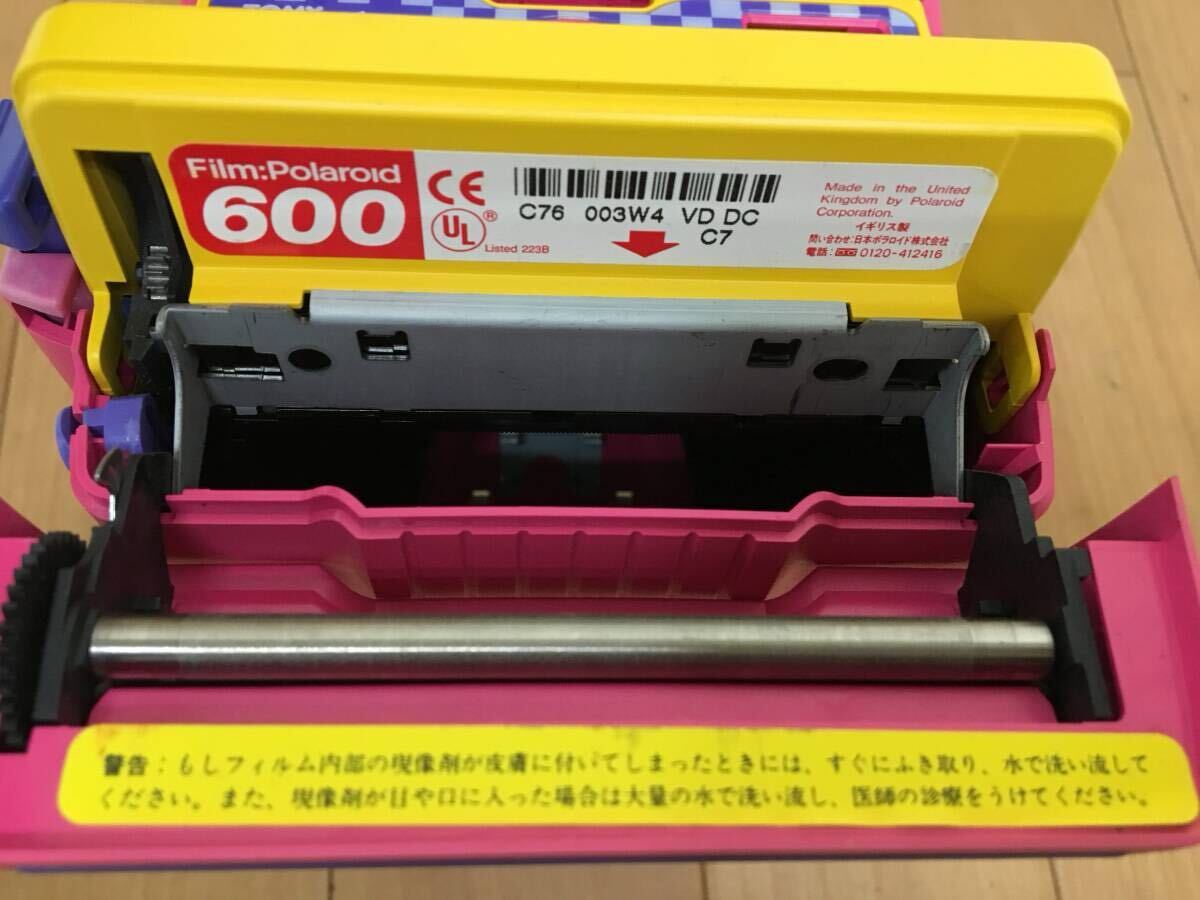 TOMY
Film:Polaroid
600
CE
UL ®
Listed 223B
C76 003W4 VD DC
C7
Made in the United
Kingdom by Polaroid
Corporation.
イギリス製
問い合わせ:日本ポラロイド株式会社
電話: 0120-412416
警告:もしフィルム内部の現像剤が皮膚に付いてしまったときには、すぐにふき取り、水で洗い流して
ください。また、現像剤が目や口に入った場合は大量の水で洗い流し、医師の診療をうけてください。